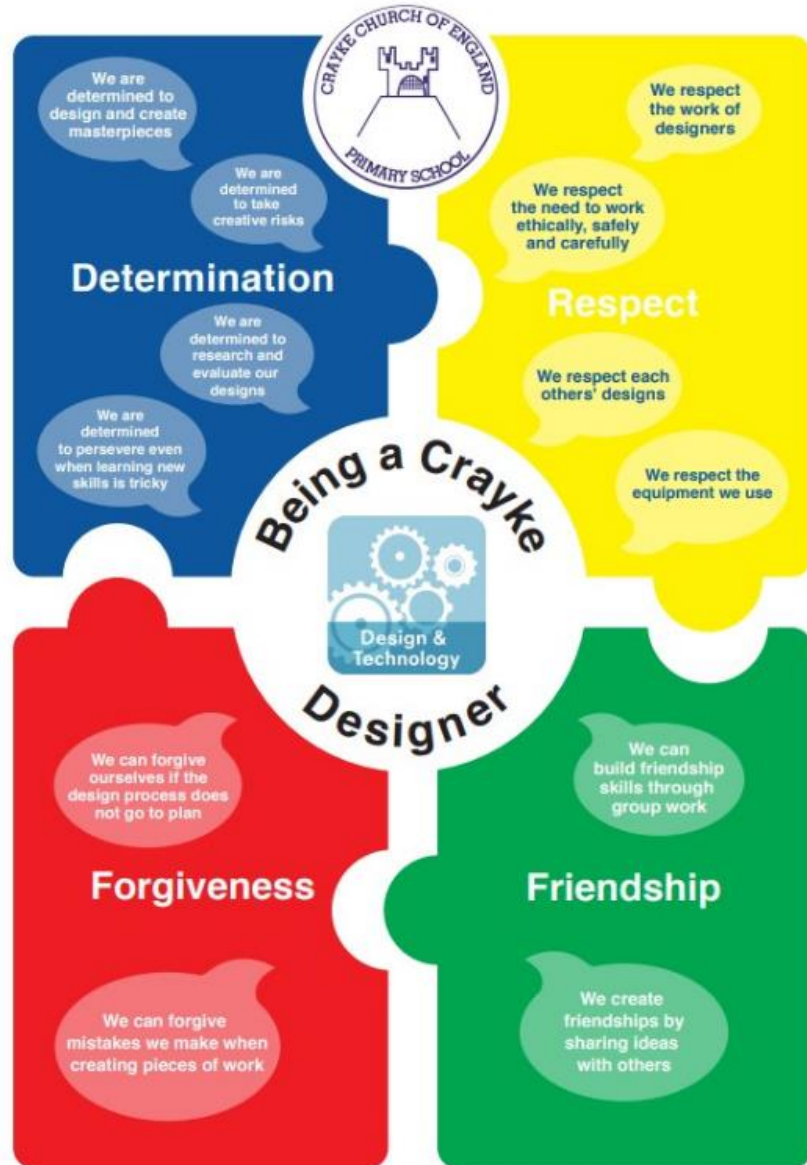 CRAYKE CHURCH OF ENGLAND
PRIMARY SCHOOL
We are
determined to
design and create
masterpieces
We are
determined
to take
creative risks
Determination
We are
determined to
research and
evaluate our
designs
We are
determined
to persevere even
when learning new
skills is tricky
We respect
the work of
designers
We respect
the need to work
ethically, safely
and carefully
Respect
We respect each
others' designs
We respect the
equipment we use
Being a Crayke
Design &
Technology
Designer
We can forgive
ourselves if the
design process does
not go to plan
Forgiveness
We can forgive
mistakes we make when
creating pieces of work
We can
build friendship
skills through
group work
Friendship
We create
friendships by
sharing ideas
with others